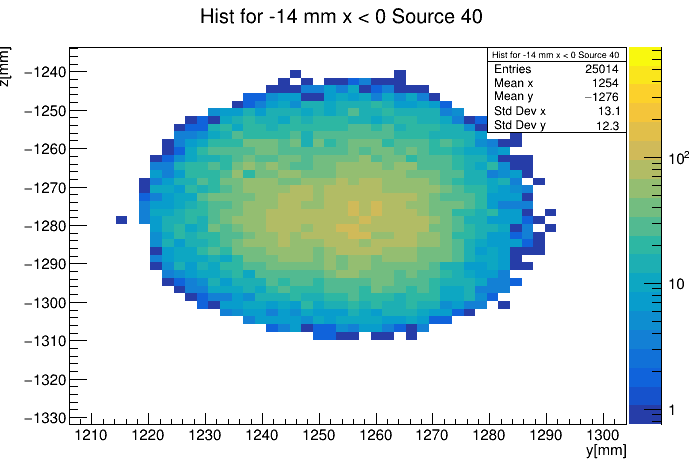 Hist for -14 mm x < 0 Source 40
z[mm]
Hist for -14 mm x < 0 Source 40
Entries 25014
Mean x 1254
Mean y −1276
Std Dev x 13.1
Std Dev y 12.3
−1240
−1250
−1260
−1270
−1280
−1290
−1300
−1310
−1320
−1330
1210 1220 1230 1240 1250 1260 1270 1280 1290 1300
y[mm]
10²
10
1